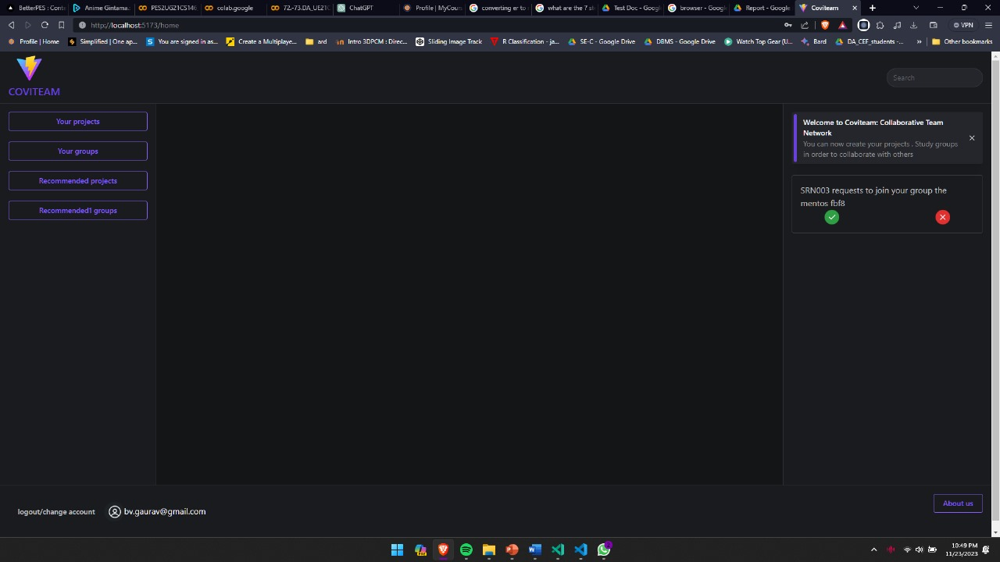 BetterPES : Cont
Anime Gintama
PES2UG21CS146
colab.google
72.-73.DA_UE21C
ChatGPT
Profile | MyCours
converting er to
what are the 7 st
Test Doc - Googl
browser - Google
Report - Google
Coviteam
http://localhost:5173/home
VPN
Profile | Home
Simplified | One ap...
You are signed in as...
Create a Multiplaye...
ard
Intro 3DPCM : Direc...
Sliding Image Track
R Classification - ja...
SE-C - Google Drive
DBMS - Google Drive
Watch Top Gear (U...
Bard
DA_CEF_students -...
»
Other bookmarks
COVITEAM
Search
Your projects
Your groups
Recommended projects
Recommended1 groups
Welcome to Coviteam: Collaborative Team
Network
You can now create your projects . Study groups
in order to collaborate with others
SRN003 requests to join your group the
mentos fbf8
logout/change account
bv.gaurav@gmail.com
About us
10:49 PM
11/23/2023